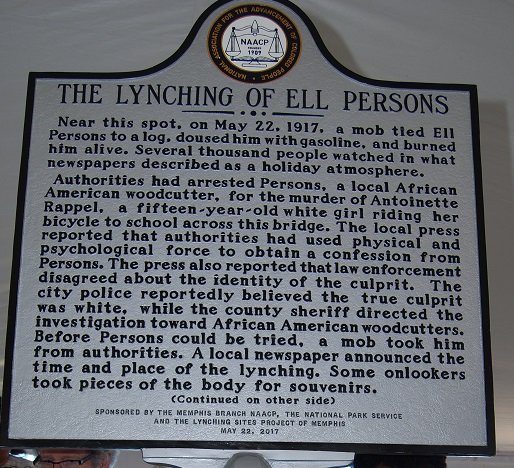 NATIONAL ASSOCIATION FOR THE ADVANCEMENT OF COLORED PEOPLE
NAACP
FOUNDED
1909
THE LYNCHING OF ELL PERSONS
Near this spot, on May 22, 1917, a mob tied Ell
Persons to a log, doused him with gasoline, and burned
him alive. Several thousand people watched in what
newspapers described as a holiday atmosphere.
Authorities had arrested Persons, a local African
American woodcutter, for the murder of Antoinette
Rappel, a fifteen-year-old white girl riding her
bicycle to school across this bridge. The local press
reported that authorities had used physical and
psychological force to obtain a confession from
Persons. The press also reported that law enforcement
disagreed about the identity of the culprit. The
city police reportedly believed the true culprit
was white, while the county sheriff directed the
investigation toward African American woodcutters.
Before Persons could be tried, a mob took him
from authorities. A local newspaper announced the
time and place of the lynching. Some onlookers
took pieces of the body for souvenirs.
(Continued on other side)
SPONSORED BY THE MEMPHIS BRANCH NAACP, THE NATIONAL PARK SERVICE
AND THE LYNCHING SITES PROJECT OF MEMPHIS
MAY 22, 2017